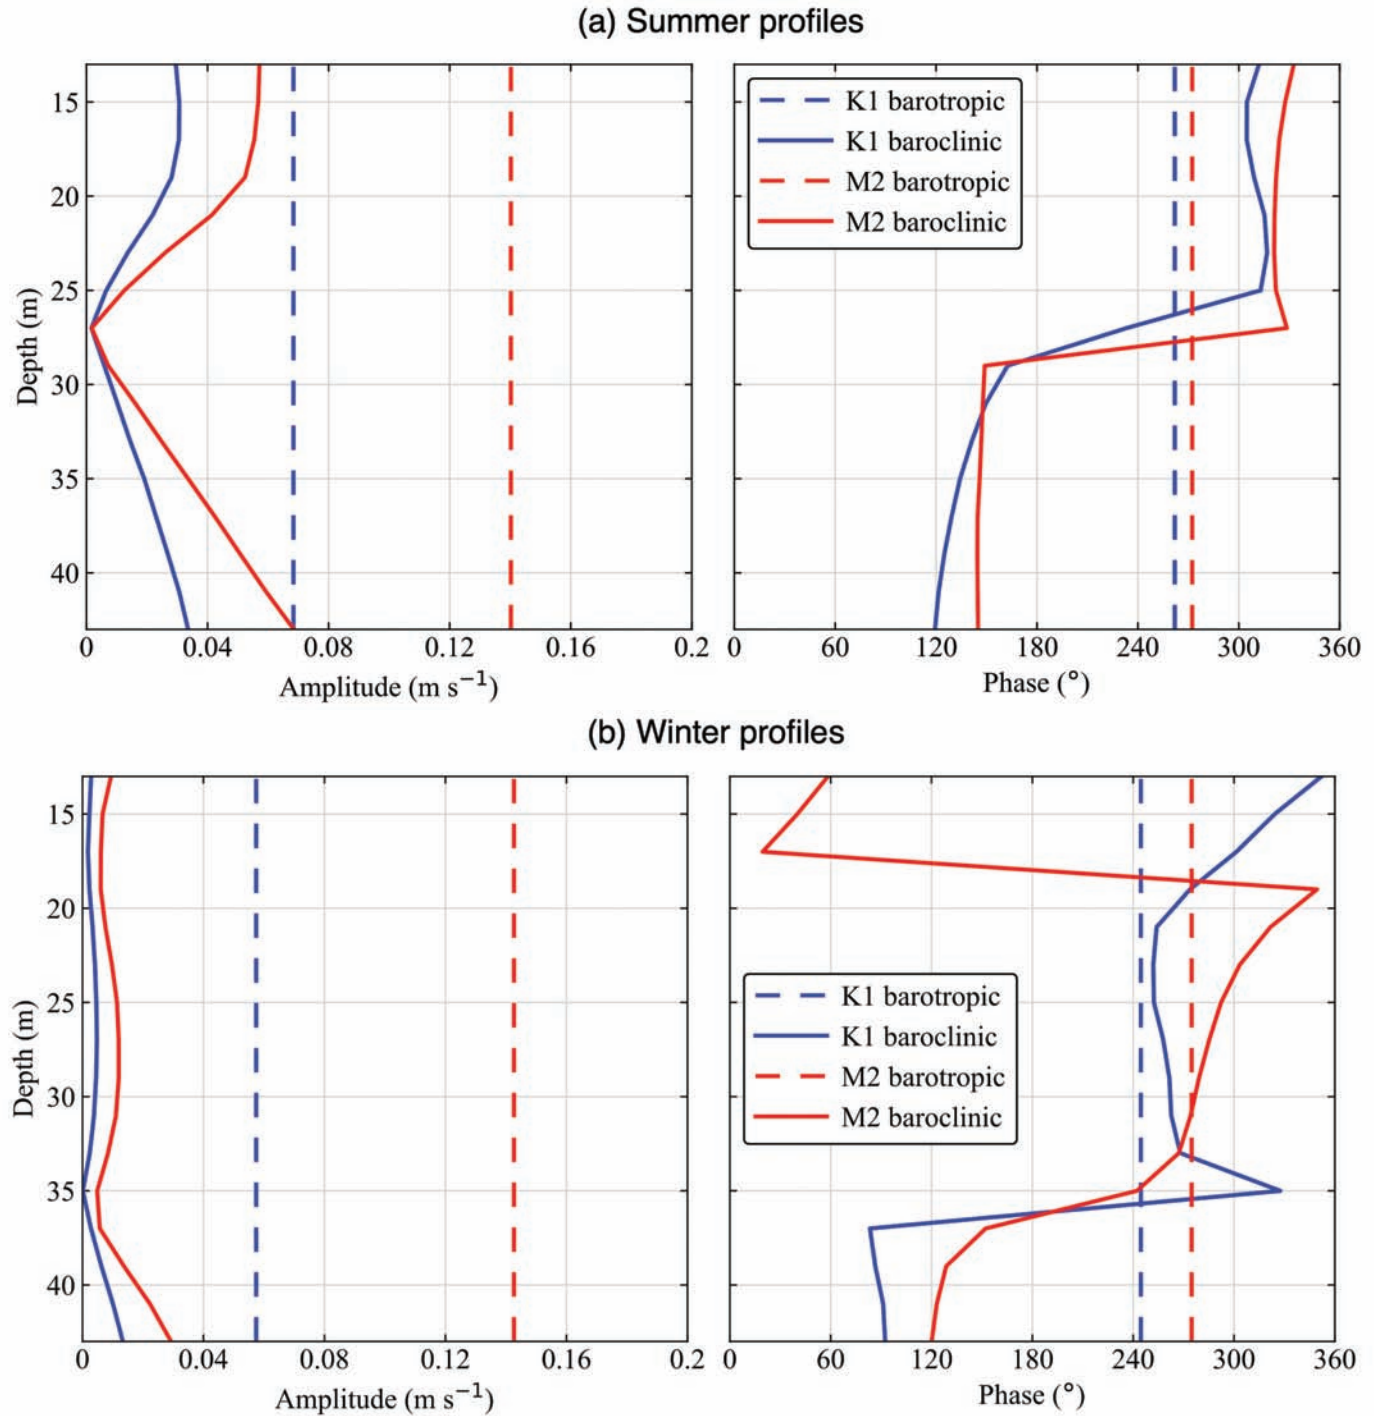 (a) Summer profiles
15
20
25
30
35
40
Depth (m)
0 0.04 0.08 0.12 0.16 0.2
Amplitude (m s−1)
K1 barotropic
K1 baroclinic
M2 barotropic
M2 baroclinic
0 60 120 180 240 300 360
Phase (°)
(b) Winter profiles
15
20
25
30
35
40
Depth (m)
0 0.04 0.08 0.12 0.16 0.2
Amplitude (m s−1)
K1 barotropic
K1 baroclinic
M2 barotropic
M2 baroclinic
0 60 120 180 240 300 360
Phase (°)